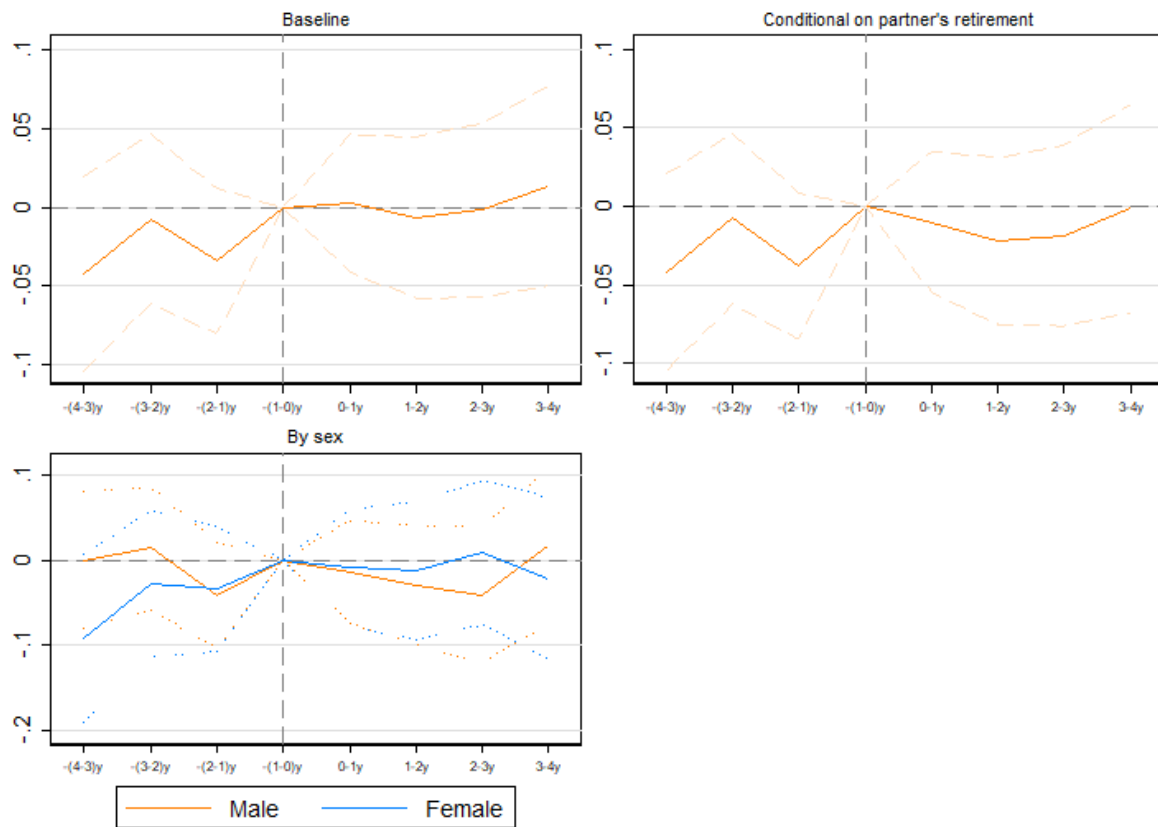 Baseline
.1
.05
0
-.05
-.1
-(4-3)y -(3-2)y -(2-1)y -(1-0)y 0-1y 1-2y 2-3y 3-4y
Conditional on partner's retirement
.1
.05
0
-.05
-.1
-(4-3)y -(3-2)y -(2-1)y -(1-0)y 0-1y 1-2y 2-3y 3-4y
By sex
.1
0
-.1
-.2
-(4-3)y -(3-2)y -(2-1)y -(1-0)y 0-1y 1-2y 2-3y 3-4y
Male Female